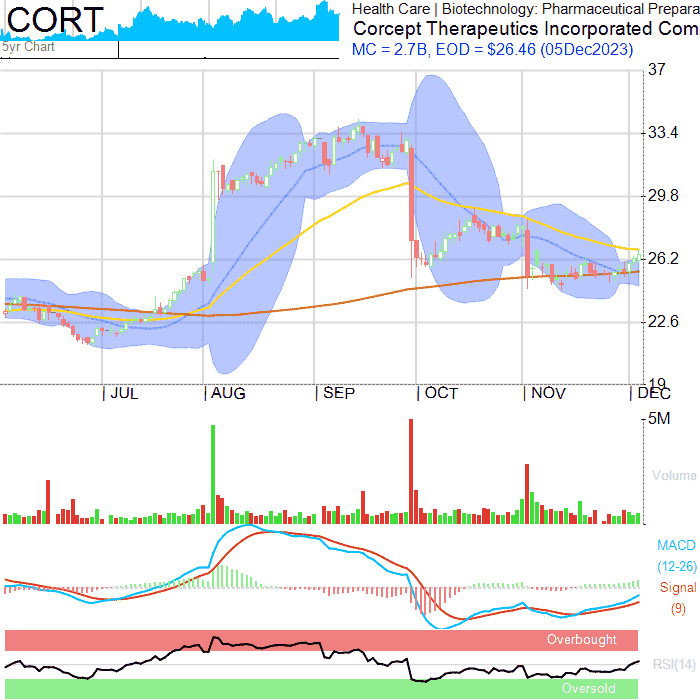 CORT
5yr Chart
Health Care | Biotechnology: Pharmaceutical Prepara
Corcept Therapeutics Incorporated Com
MC = 2.7B, EOD = $26.46 (05Dec2023)
37
33.4
29.8
26.2
22.6
19
JUL AUG SEP OCT NOV DEC
5M
Volume
MACD
(12-26)
Signal
(9)
Overbought
RSI(14)
Oversold